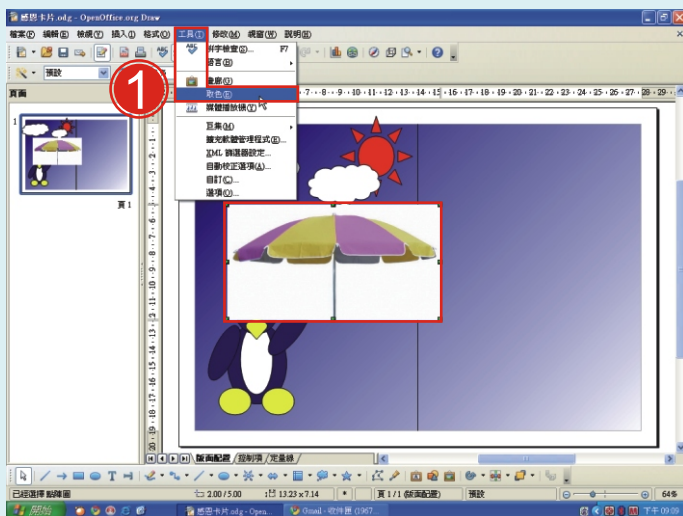 感恩卡片.odg - OpenOffice.org Draw
檔案(F) 編輯(E) 檢視(V) 插入(I) 格式(O) 工具(T) 修改(M) 視窗(W) 說明(H)
拼字檢查(S)... F7
語言(B)
預設
畫廊(G)
取色(E)
媒體播放機(Y)
巨集(M)
擴充軟體管理程式(E)...
XML 篩選器設定...
自動校正選項(A)...
自訂(C)...
選項(O)...
1
頁面
1
頁 1
版面配置 控制項 定量線
已經選擇 點陣圖 2.00 / 5.00 13.23 x 7.14 * 頁 1 / 1 (版面配置) 預設 64%
開始 感恩卡片.odg - Open... Gmail - 收件匣 (1967... 下午 09:09